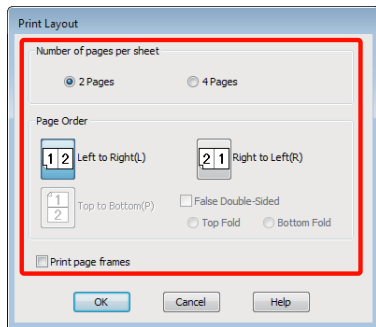 Print Layout
Number of pages per sheet
2 Pages 4 Pages
Page Order
1 2 Left to Right(L) 2 1 Right to Left(R)
1
2 Top to Bottom(P) False Double-Sided
Top Fold Bottom Fold
Print page frames
OK Cancel Help